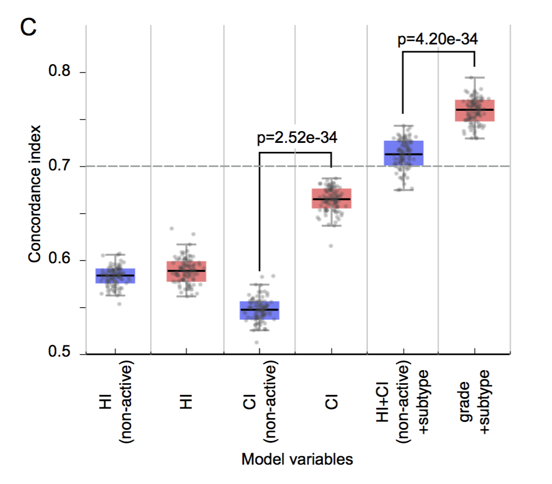 C
p=4.20e-34
0.8
p=2.52e-34
0.7
0.6
0.5
Concordance index
HI
(non-active)
HI
CI
(non-active)
CI
HI+CI
(non-active)
+subtype
grade
+subtype
Model variables